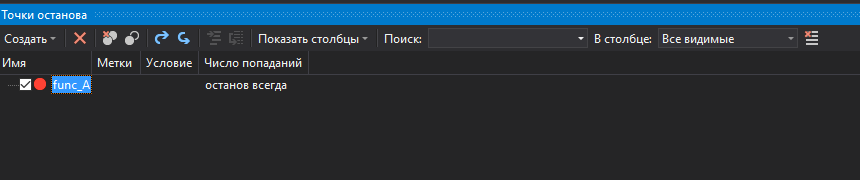 Точки останова
Создать Показать столбцы Поиск: В столбце: Все видимые
Имя Метки Условие Число попаданий
func_A останов всегда